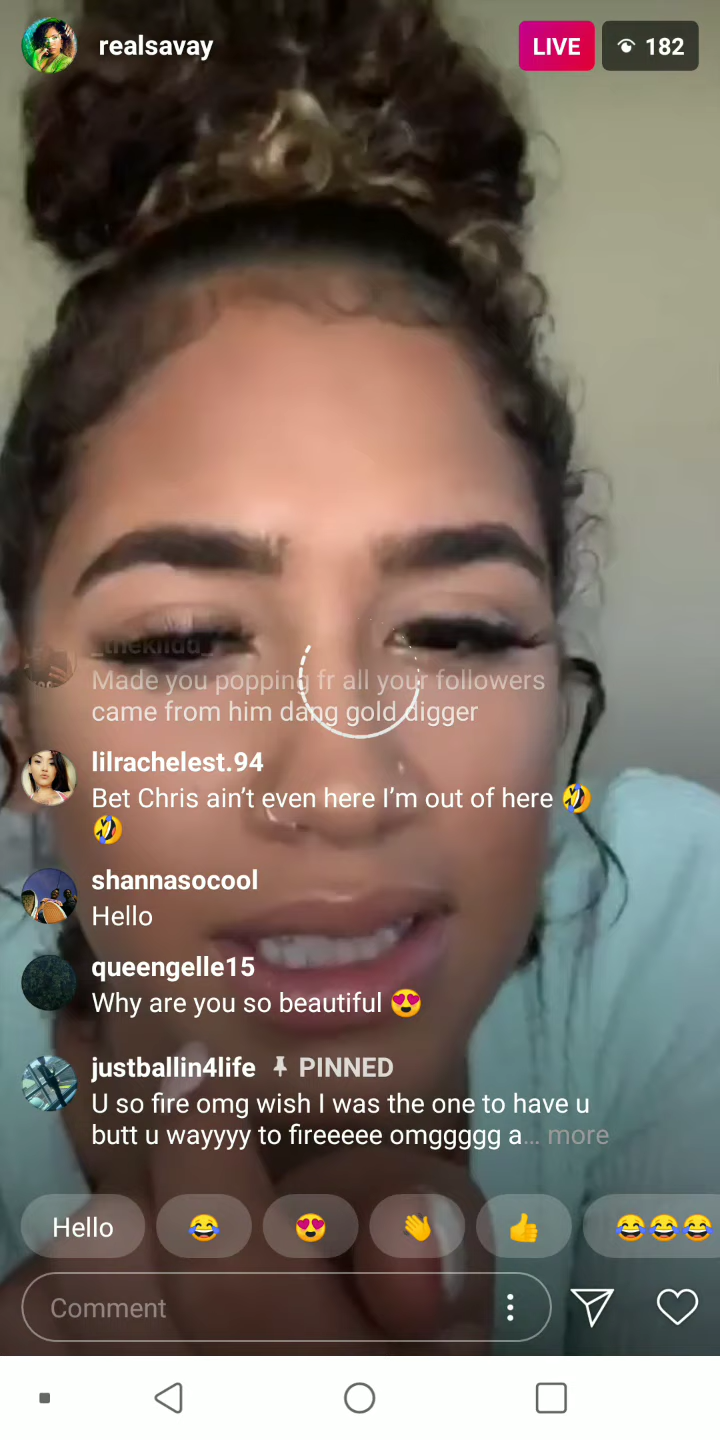 realsavay
LIVE
182
Made you popping fr all your followers
came from him dang gold digger
lilrachelest.94
Bet Chris ain’t even here I’m out of here 🤣
🤣
shannasocool
Hello
queengelle15
Why are you so beautiful 😍
justballin4life PINNED
U so fire omg wish I was the one to have u
butt u wayyyy to fireeeee omggggg a... more
Hello 😂 😍 👋 👍 😂😂😂
Comment